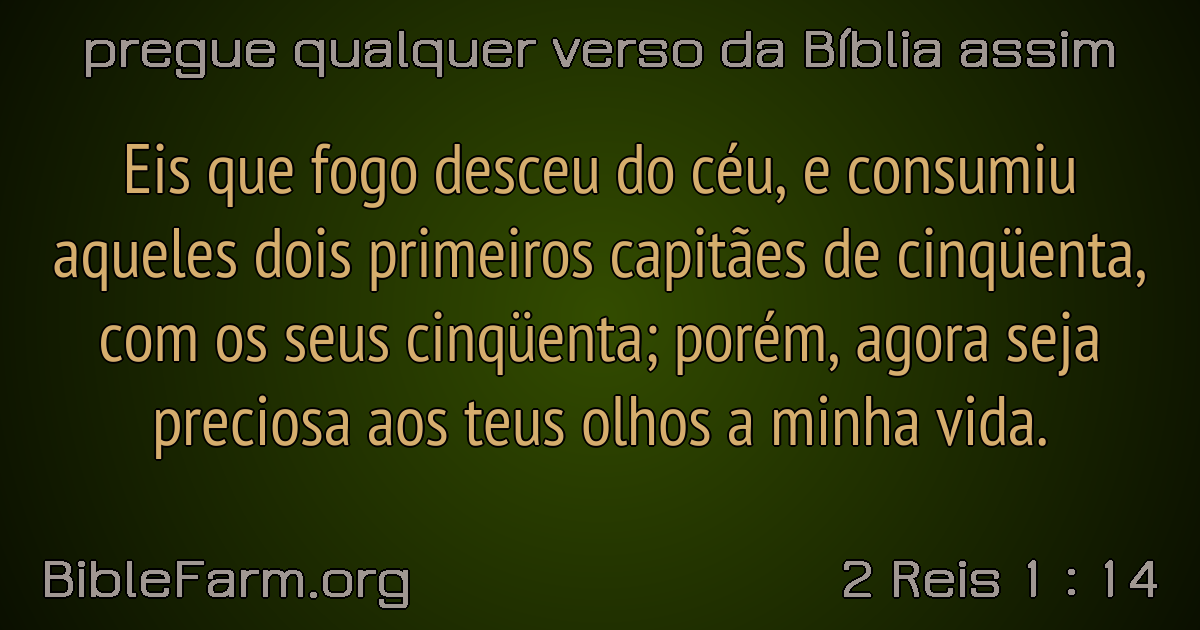 pregue qualquer verso da Bíblia assim
Eis que fogo desceu do céu, e consumiu
aqueles dois primeiros capitães de cinqüenta,
com os seus cinqüenta; porém, agora seja
preciosa aos teus olhos a minha vida.
BibleFarm.org
2 Reis 1 : 14